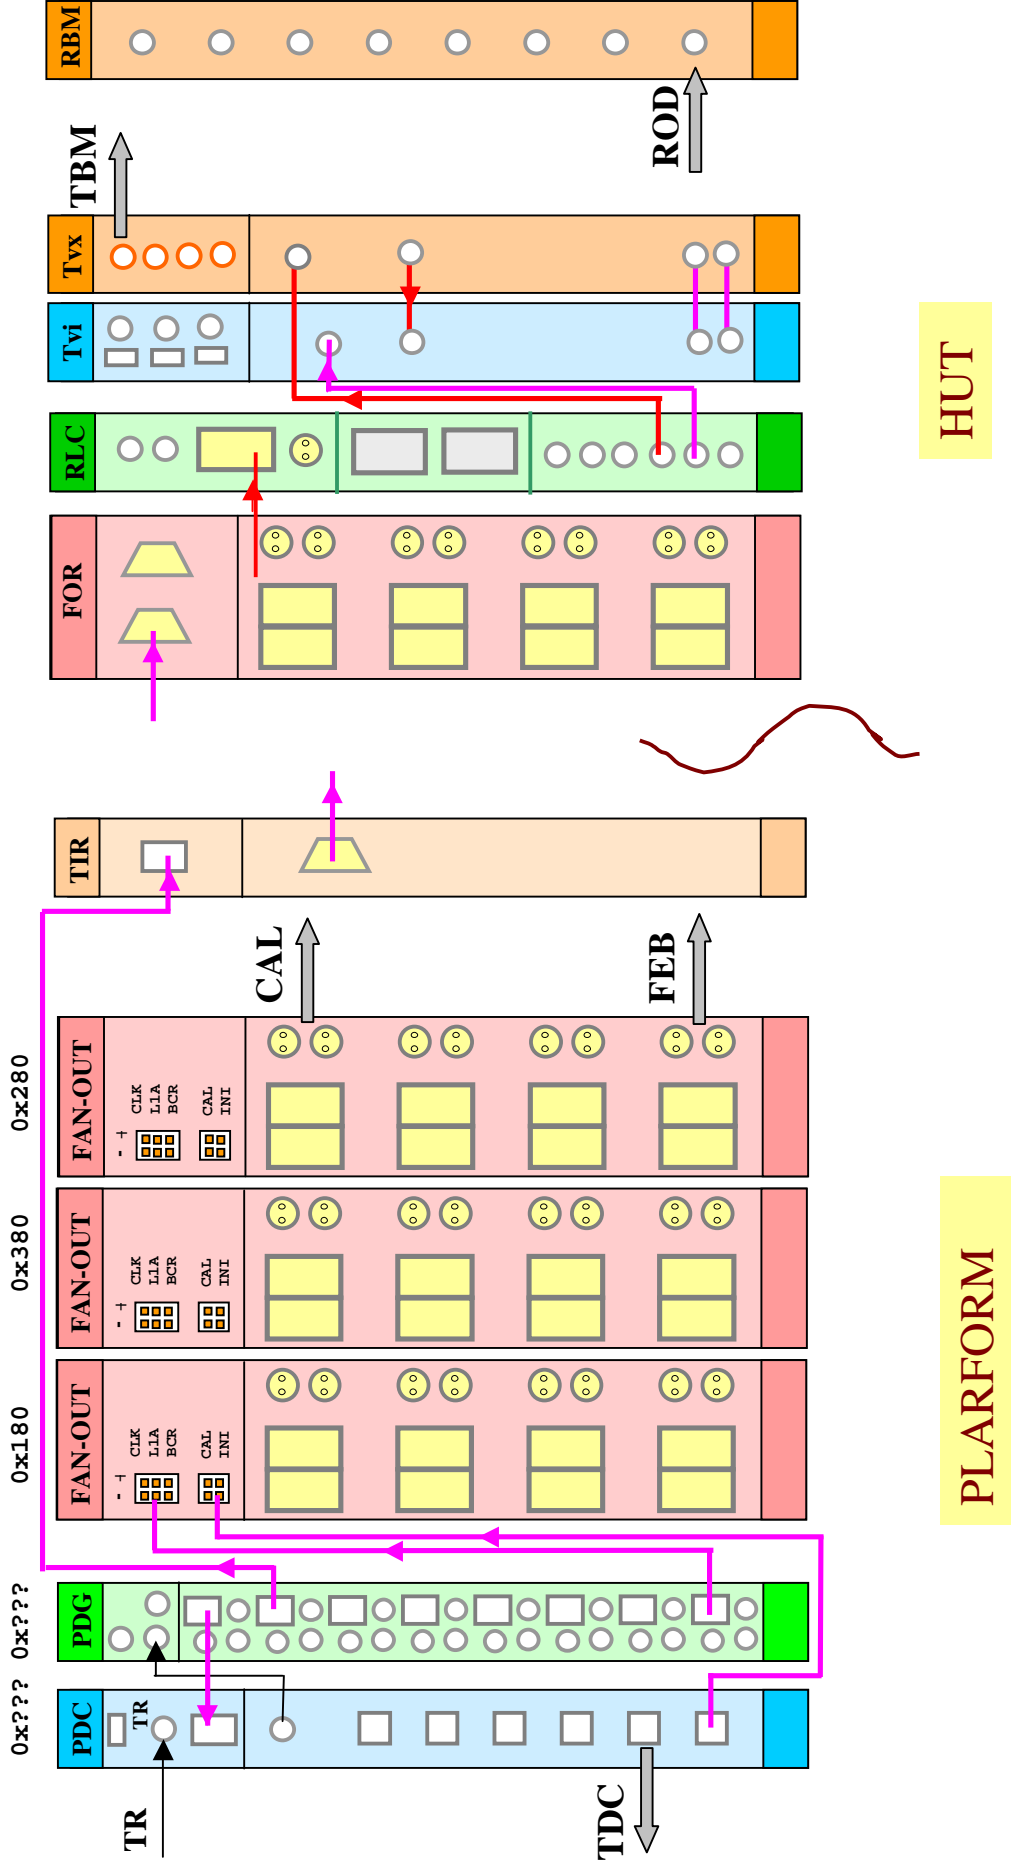 0x??? 0x??? 0x180 0x380 0x280
PDC PDG FAN-OUT FAN-OUT FAN-OUT TIR FOR RLC Tvi Tvx RBM
TBM
- + - + - +
TR TR CLK CLK CLK
L1A L1A L1A
BCR BCR BCR
CAL CAL CAL
INI INI INI
CAL
TDC FEB ROD
PLARFORM HUT